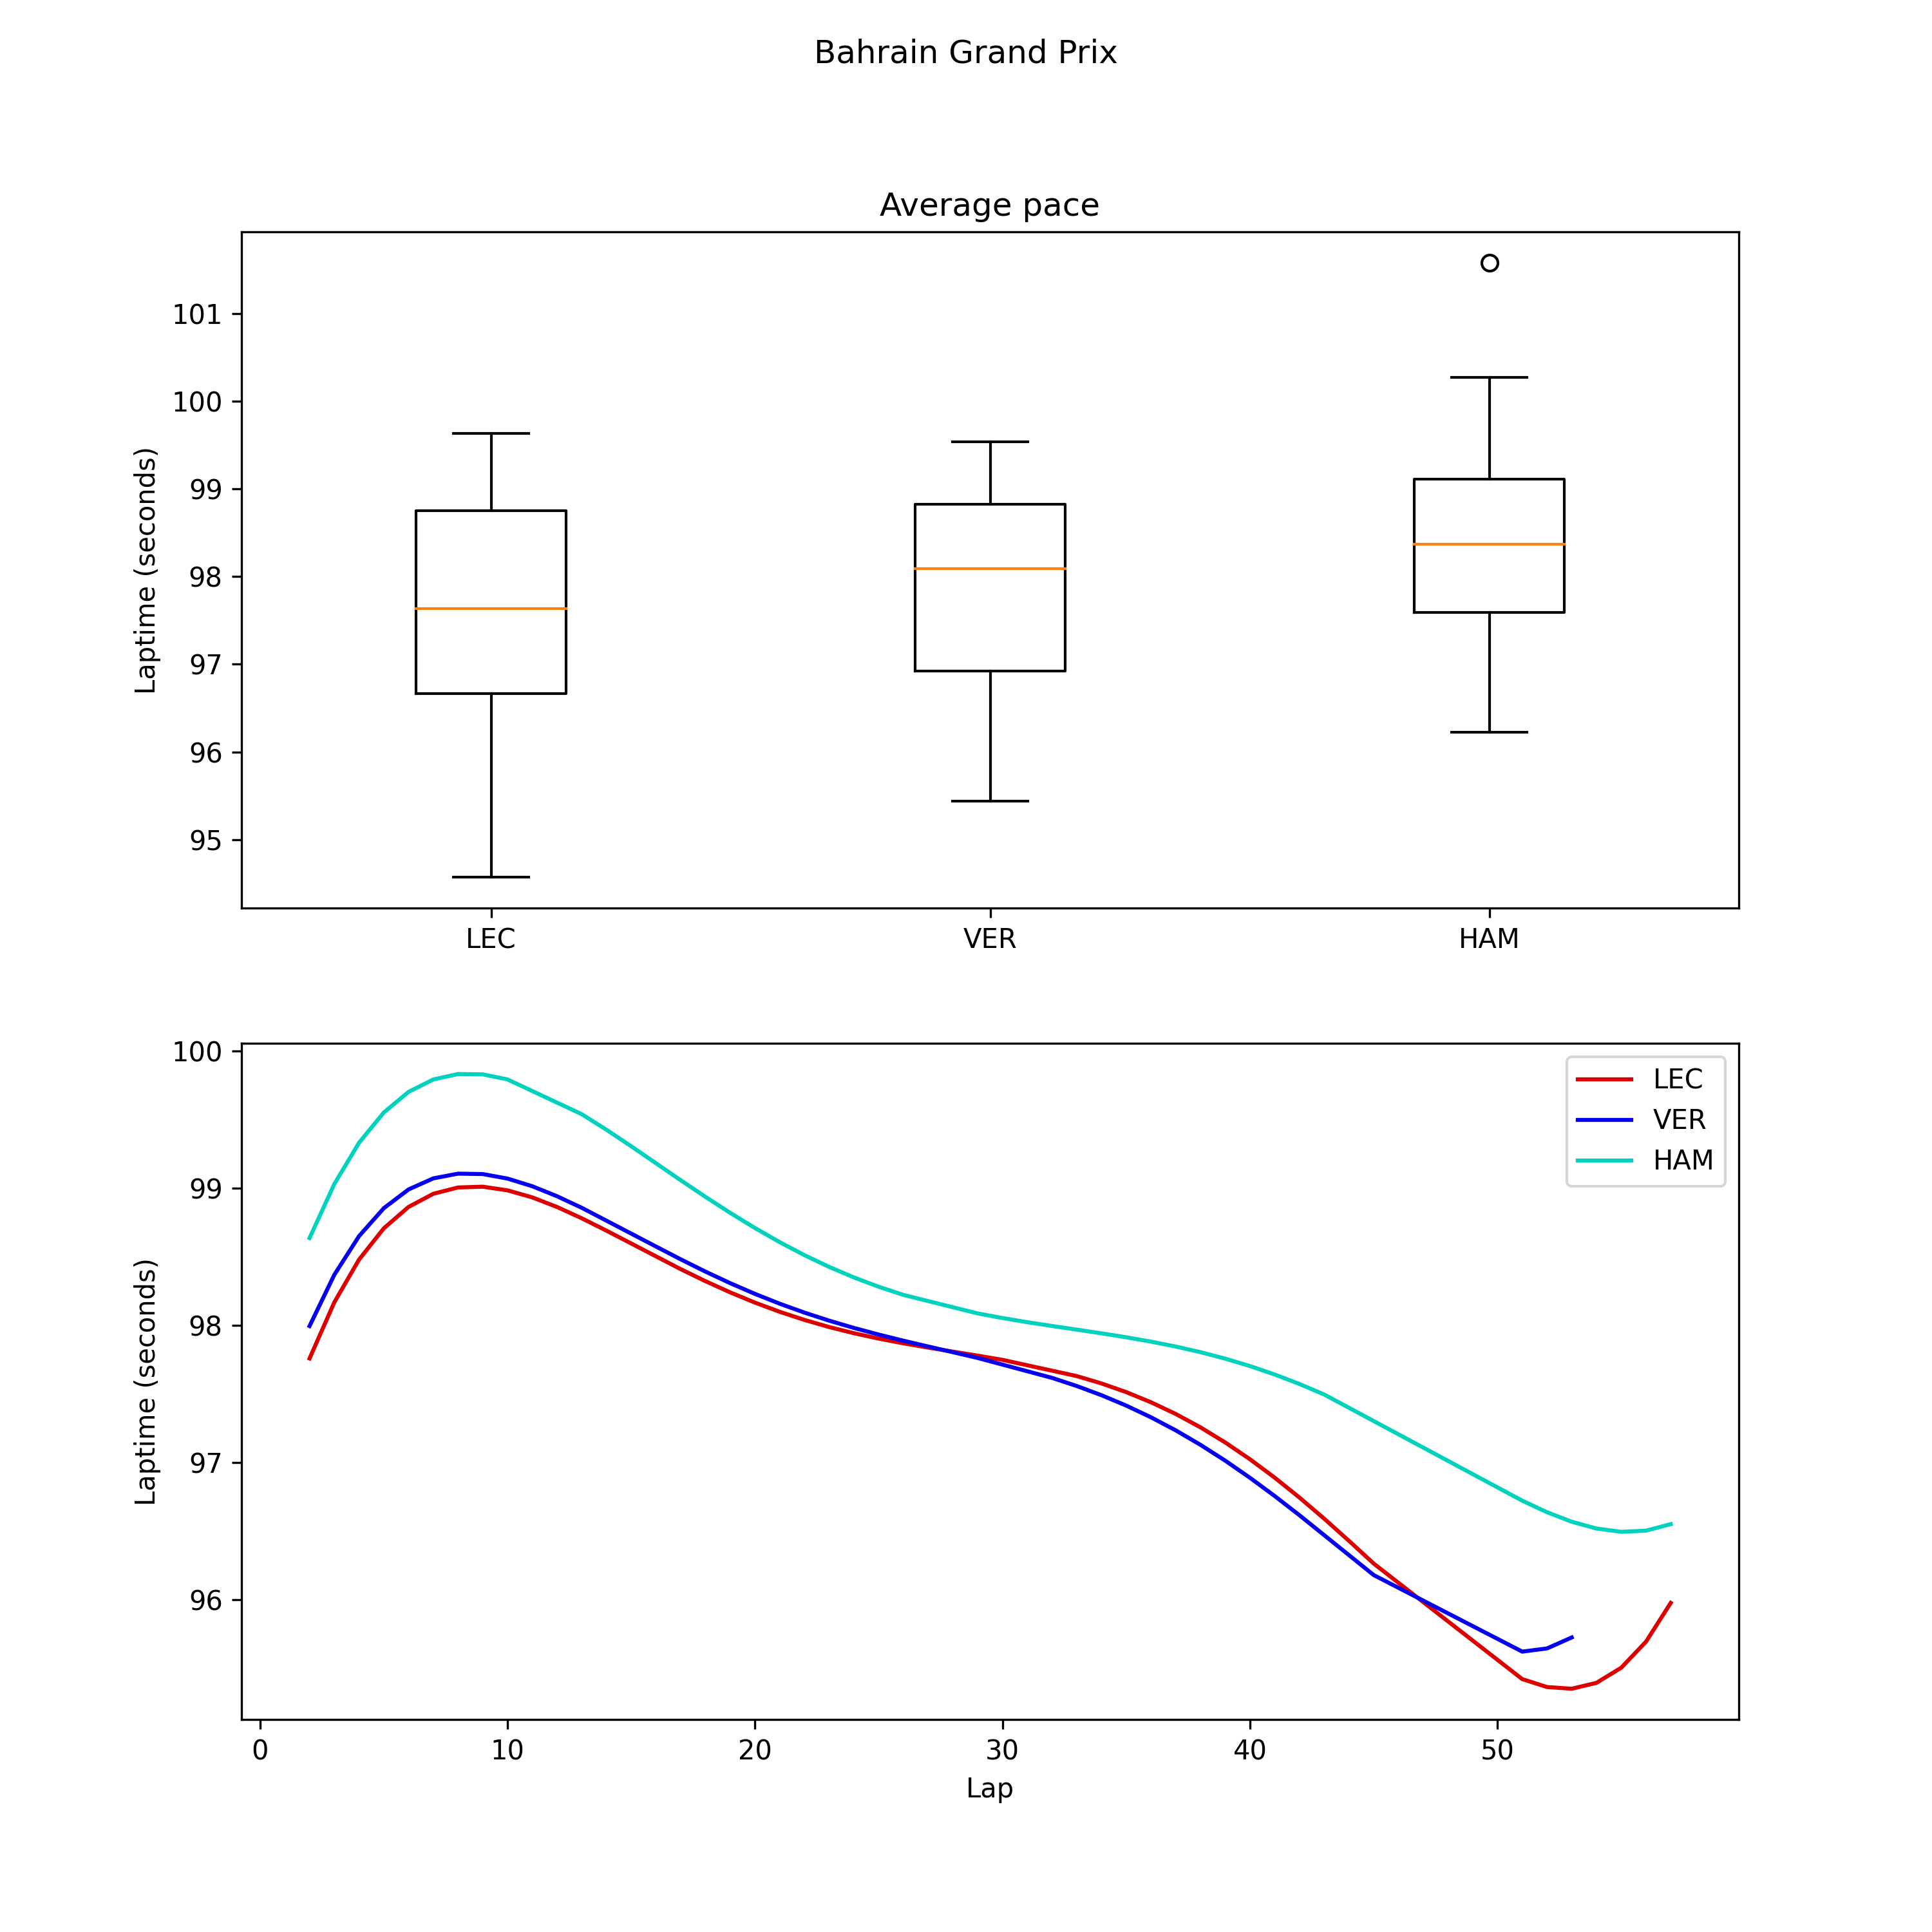 Bahrain Grand Prix
Average pace
Laptime (seconds)
101
100
99
98
97
96
95
LEC
VER
HAM
Laptime (seconds)
100
99
98
97
96
LEC
VER
HAM
0 10 20 30 40 50
Lap